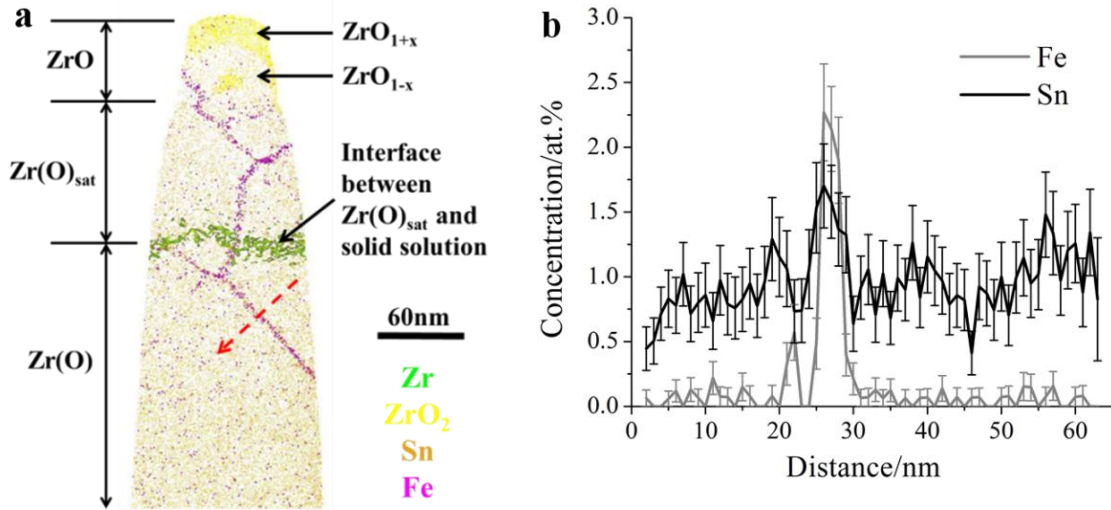 a
ZrO
ZrO1+x
ZrO1-x
Zr(O)sat
Interface
between
Zr(O)sat and
solid solution
Zr(O)
60nm
Zr
ZrO2
Sn
Fe
b
Fe
Sn
Concentration/at.%
3.0
2.5
2.0
1.5
1.0
0.5
0.0
0 10 20 30 40 50 60
Distance/nm